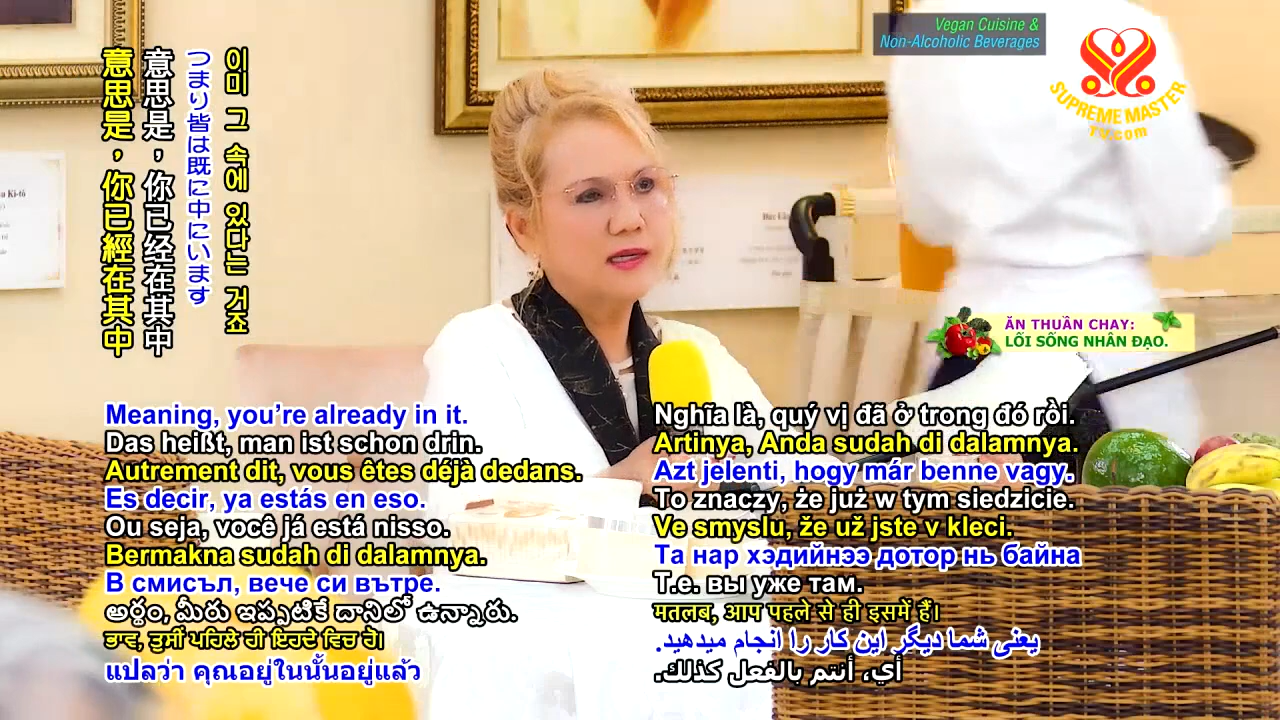 Vegan Cuisine &
Non-Alcoholic Beverages
SUPREME MASTER
TV.com
이미 그 속에 있다는 거죠
つまり皆は既に中にいます
意思是，你已经在其中
意思是，你已經在其中
ĂN THUẦN CHAY:
LỐI SỐNG NHÂN ĐẠO.
Meaning, you’re already in it.
Das heißt, man ist schon drin.
Autrement dit, vous êtes déjà dedans.
Es decir, ya estás en eso.
Ou seja, você já está nisso.
Bermakna sudah di dalamnya.
В смисъл, вече си вътре.
అర్థం, మీరు ఇప్పటికే దానిలో ఉన్నారు.
ਭਾਵ, ਤੁਸੀਂ ਪਹਿਲੇ ਹੀ ਇਹਦੇ ਵਿਚ ਹੋ।
แปลว่า คุณอยู่ในนั้นอยู่แล้ว
Nghĩa là, quý vị đã ở trong đó rồi.
Artinya, Anda sudah di dalamnya.
Azt jelenti, hogy már benne vagy.
To znaczy, że już w tym siedzicie.
Ve smyslu, že už jste v kleci.
Та нар хэдийнээ дотор нь байна
Т.е. вы уже там.
मतलब, आप पहले से ही इसमें हैं।
یعنی شما دیگر این کار را انجام میدهید.
أي، أنتم بالفعل كذلك.